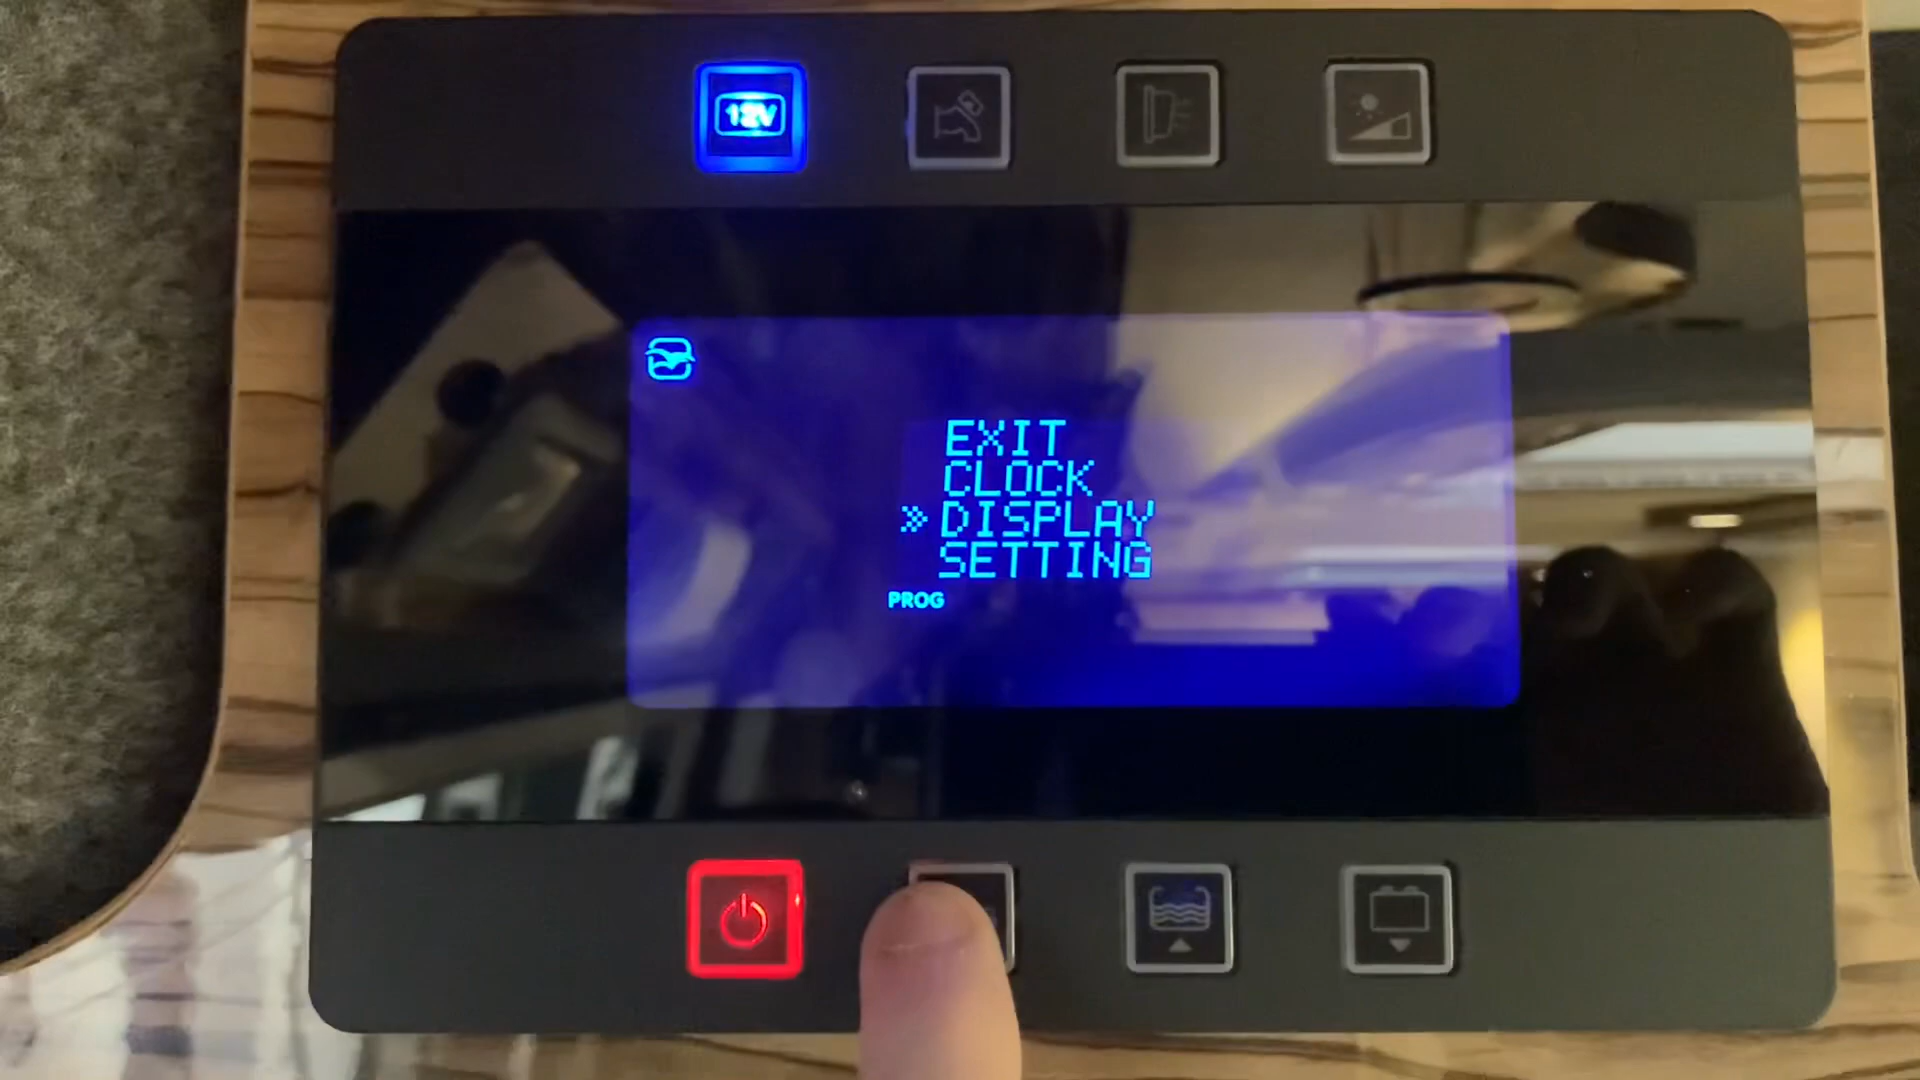 12V
EXIT
CLOCK
» DISPLAY
SETTING
PROG